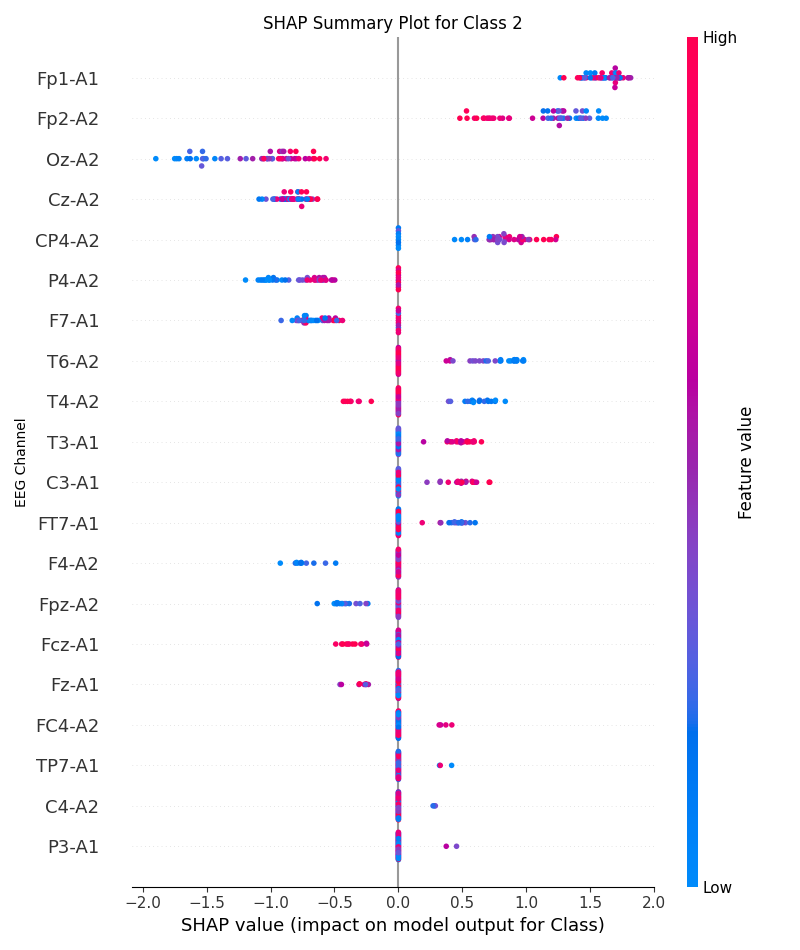 SHAP Summary Plot for Class 2
High
Fp1-A1
Fp2-A2
Oz-A2
Cz-A2
CP4-A2
P4-A2
F7-A1
T6-A2
T4-A2
T3-A1
C3-A1
FT7-A1
F4-A2
Fpz-A2
Fcz-A1
Fz-A1
FC4-A2
TP7-A1
C4-A2
P3-A1
EEG Channel
Feature value
Low
−2.0 −1.5 −1.0 −0.5 0.0 0.5 1.0 1.5 2.0
SHAP value (impact on model output for Class)